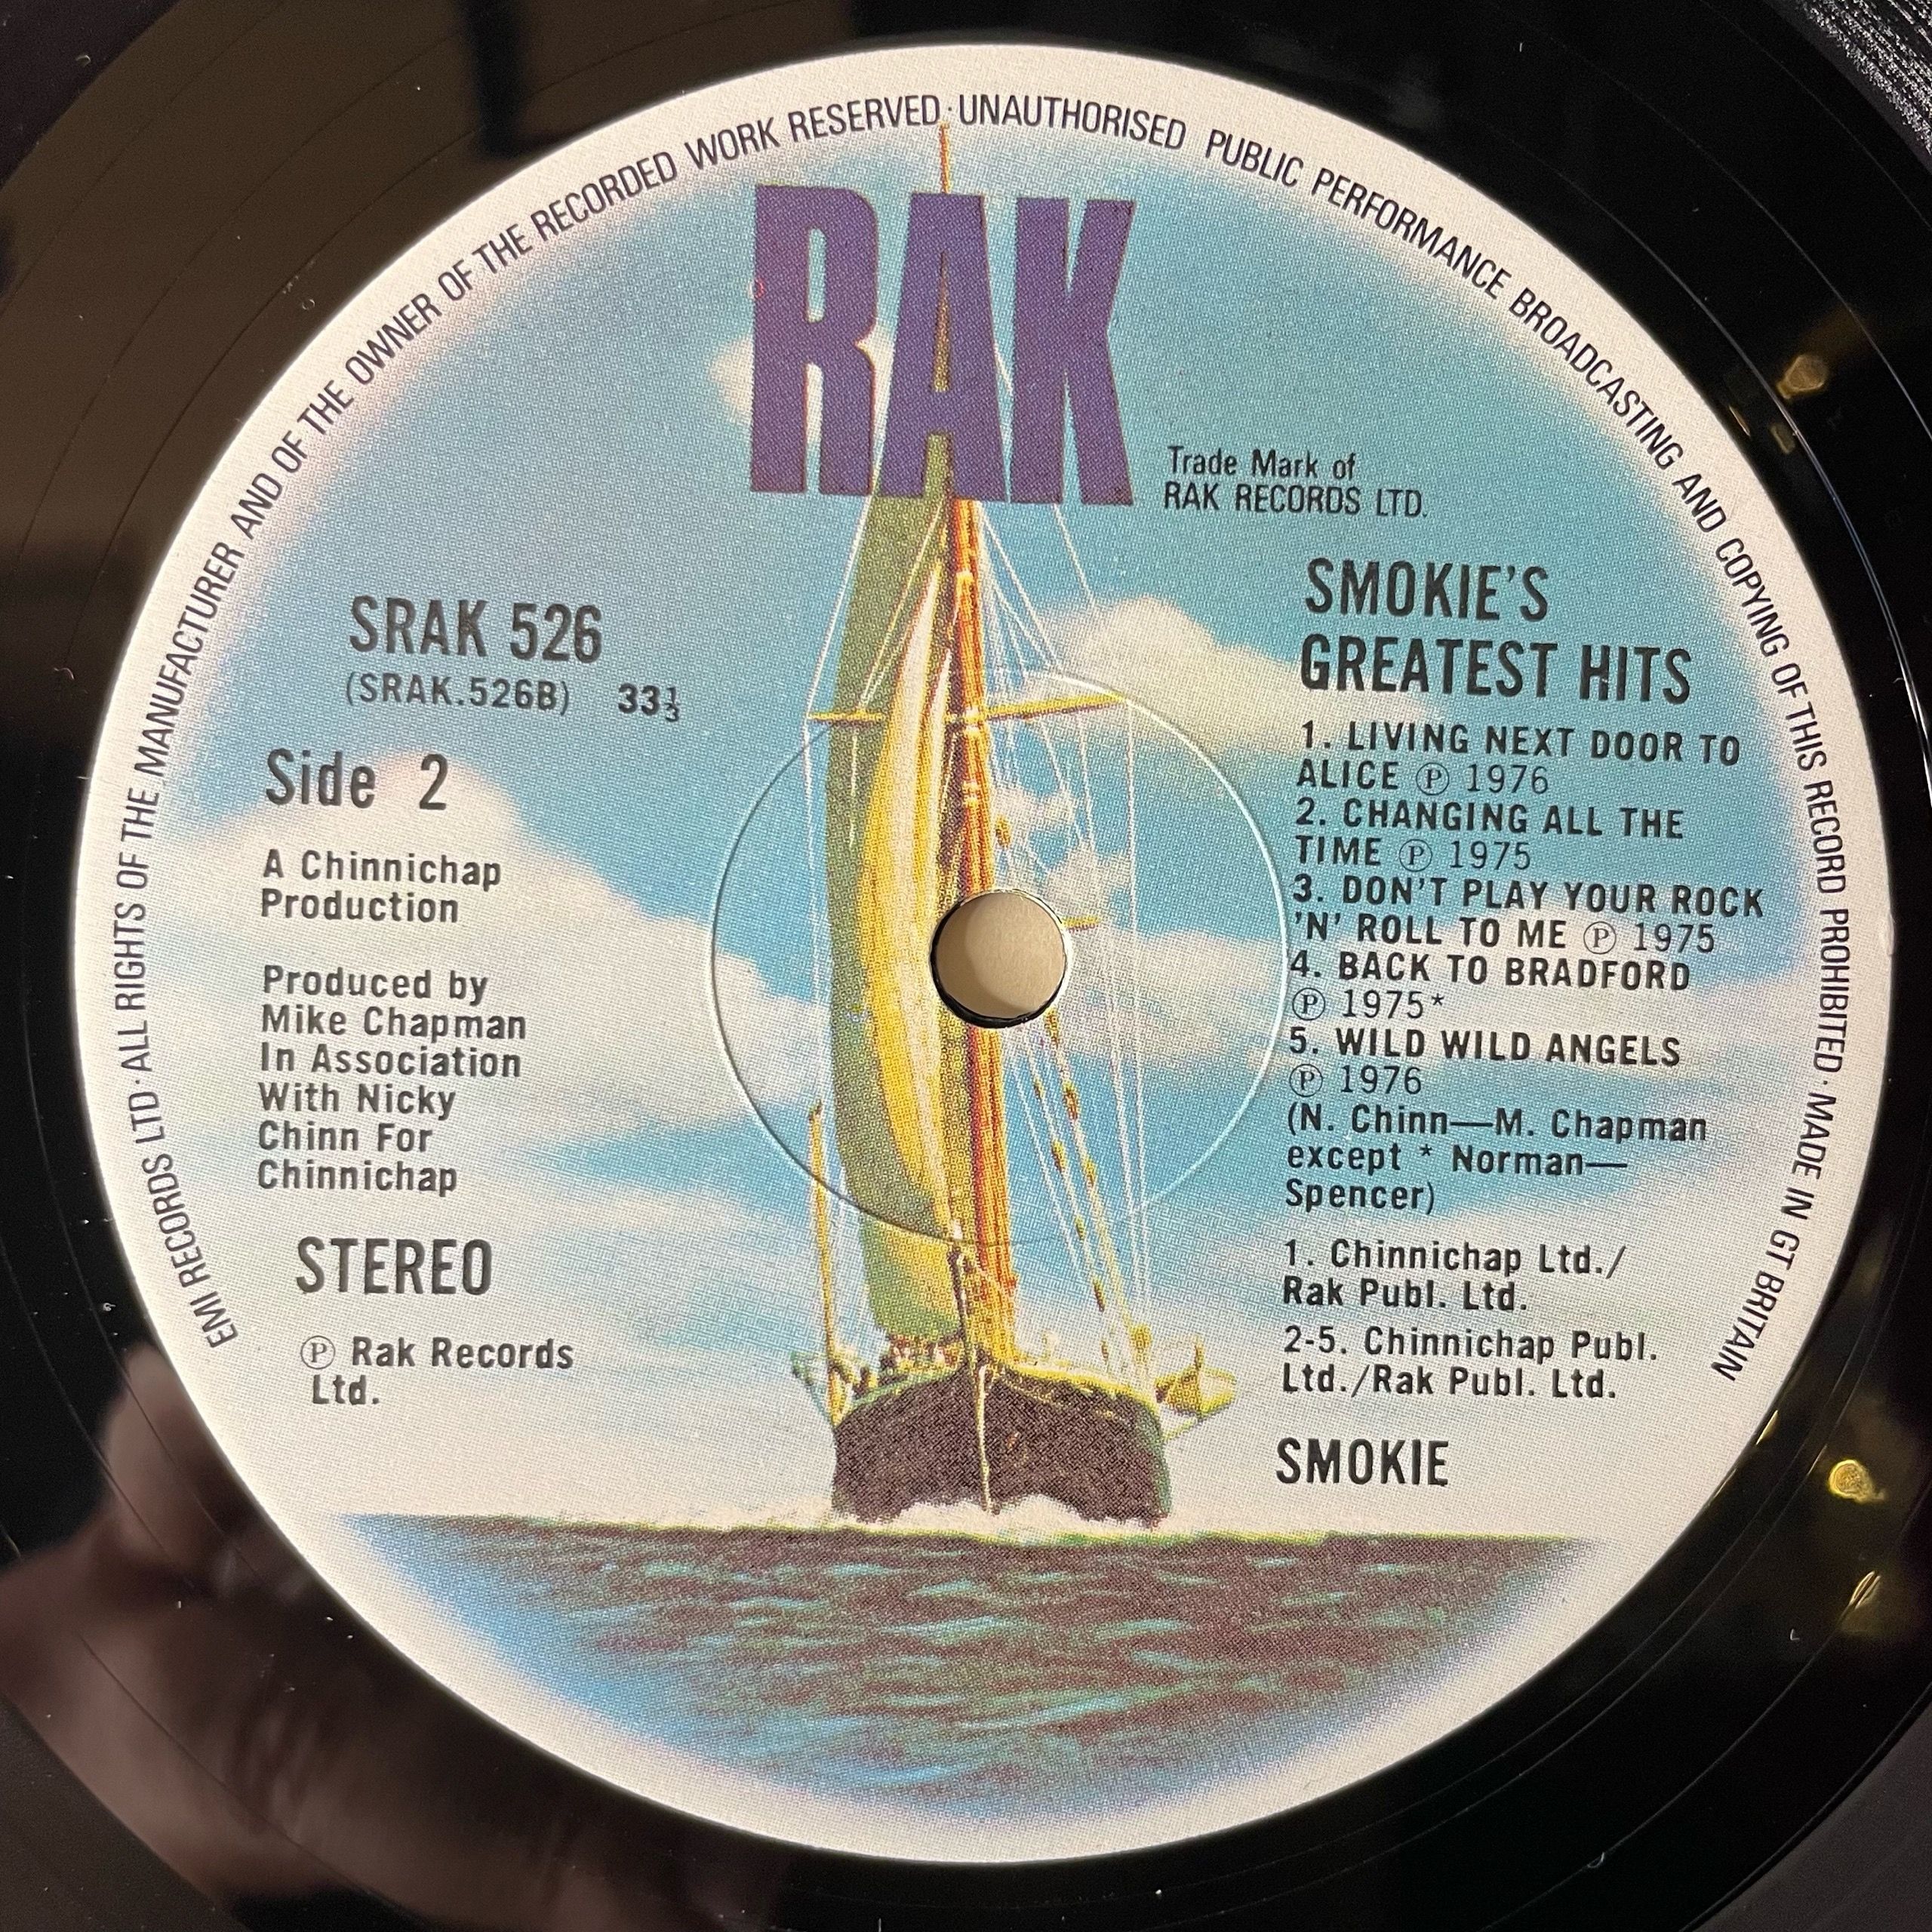 EMI RECORDS LTD · ALL RIGHTS OF THE MANUFACTURER AND OF THE OWNER OF THE RECORDED WORK RESERVED · UNAUTHORISED PUBLIC PERFORMANCE BROADCASTING AND COPYING OF THIS RECORD PROHIBITED · MADE IN GT BRITAIN
RAK
Trade Mark of
RAK RECORDS LTD.
SRAK 526
(SRAK.526B) 33⅓
Side 2
A Chinnichap
Production
Produced by
Mike Chapman
In Association
With Nicky
Chinn For
Chinnichap
STEREO
Ⓟ Rak Records
Ltd.
SMOKIE'S
GREATEST HITS
1. LIVING NEXT DOOR TO
ALICE Ⓟ 1976
2. CHANGING ALL THE
TIME Ⓟ 1975
3. DON'T PLAY YOUR ROCK
'N' ROLL TO ME Ⓟ 1975
4. BACK TO BRADFORD
Ⓟ 1975*
5. WILD WILD ANGELS
Ⓟ 1976
(N. Chinn—M. Chapman
except * Norman—
Spencer)
1. Chinnichap Ltd./
Rak Publ. Ltd.
2-5. Chinnichap Publ.
Ltd./Rak Publ. Ltd.
SMOKIE